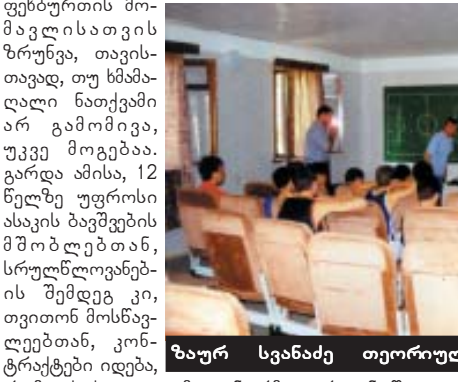 ფეხბურთის მო-
მავლისათვის
ზრუნვა, თავის-
თავად, თუ ხმამა-
ღალი ნათქვამი
არ გამომივა,
უკვე მოგებაა.
გარდა ამისა, 12
წელზე უფროსი
ასაკის ბავშვების
მშობლებთან,
სრულწლოვანებ-
ის შემდეგ კი,
თვითონ მოსწავ-
ლეებთან, კონ-
ტრაქტები იდება,
ზაურ სვანაძე თეორიულ